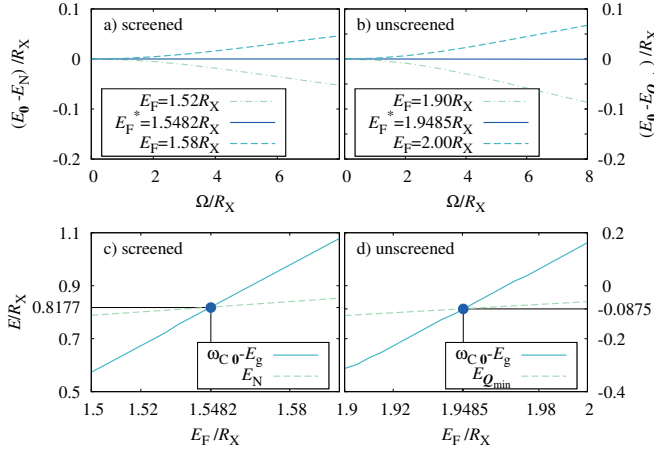 0.1
0
-0.1
-0.2
(E0 -EN) /RX
a) screened
EF=1.52RX
EF*=1.5482RX
EF=1.58RX
0 2 4 6
Ω/RX
b) unscreened
EF=1.90RX
EF*=1.9485RX
EF=2.00RX
0 2 4 6 8
Ω/RX
0.1
0
-0.1
-0.2
1.1
0.9
0.8177
0.7
0.5
E/RX
c) screened
ωC 0-Eg
EN
1.5 1.52 1.5482 1.58
EF /RX
d) unscreened
ωC 0-Eg
EQmin
1.9 1.92 1.9485 1.98 2
EF /RX
0.2
0
-0.0875
-0.2
-0.4